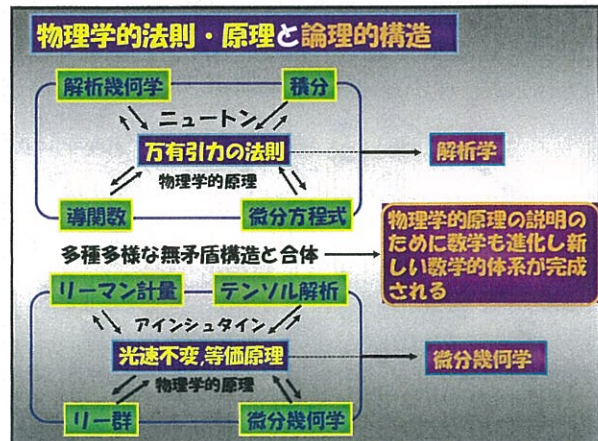 物理学的法則・原理と論理的構造
解析幾何学
積分
ニュートン
万有引力の法則
解析学
物理学的原理
導関数
微分方程式
多種多様な無矛盾構造と合体
物理学的原理の説明の
ために数学も進化し新
しい数学的体系が完成
される
リーマン計量
テンソル解析
アインシュタイン
光速不変,等価原理
微分幾何学
物理学的原理
リー群
微分幾何学